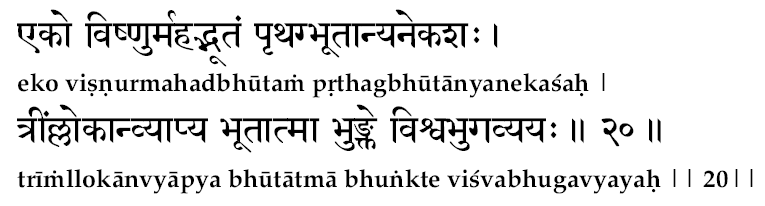 एको विष्णुर्महद्भूतं पृथग्भूतान्यनेकशः ।
eko viṣṇurmahadbhūtaṁ pṛthagbhūtānyanekaśaḥ |
त्रींल्लोकान्व्याप्य भूतात्मा भुङ्क्ते विश्वभुगव्ययः ॥ २० ॥
trīṁllokānvyāpya bhūtātmā bhuṅkte viśvabhugavyayaḥ || 20||